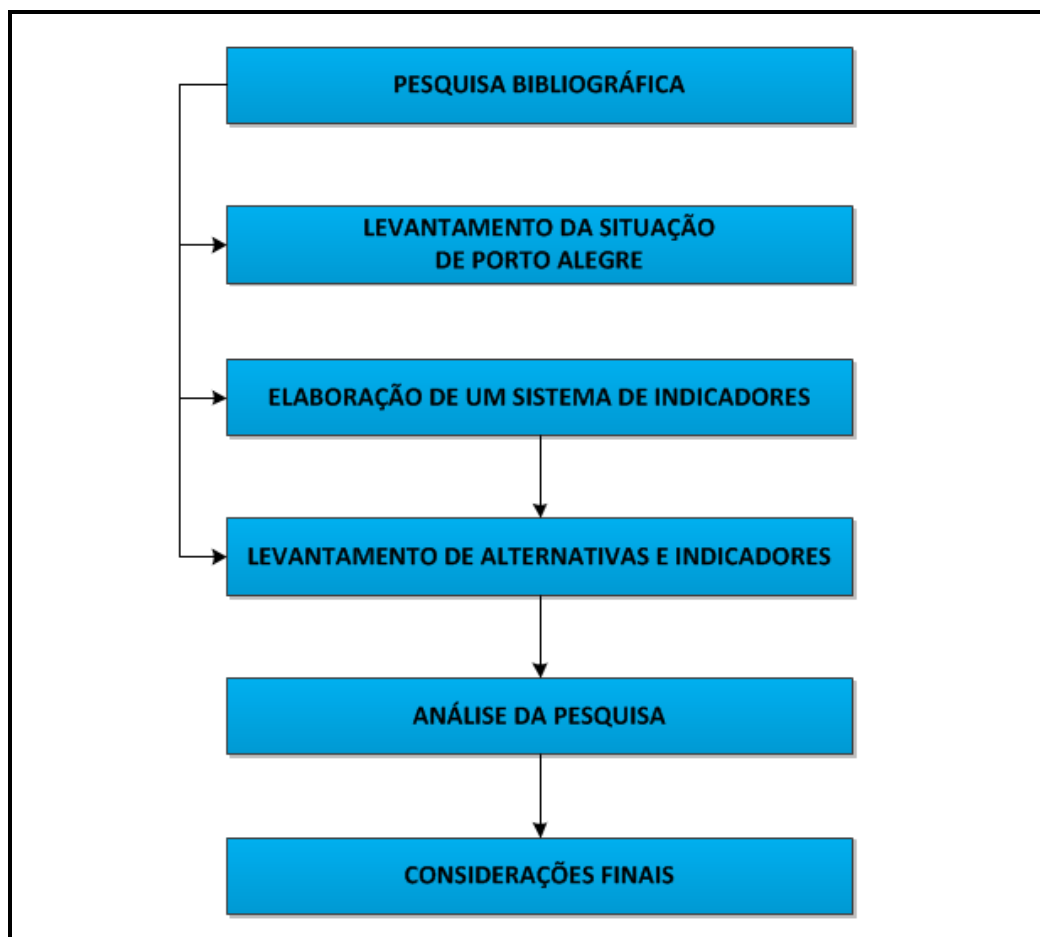 PESQUISA BIBLIOGRÁFICA
LEVANTAMENTO DA SITUAÇÃO
DE PORTO ALEGRE
ELABORAÇÃO DE UM SISTEMA DE INDICADORES
LEVANTAMENTO DE ALTERNATIVAS E INDICADORES
ANÁLISE DA PESQUISA
CONSIDERAÇÕES FINAIS